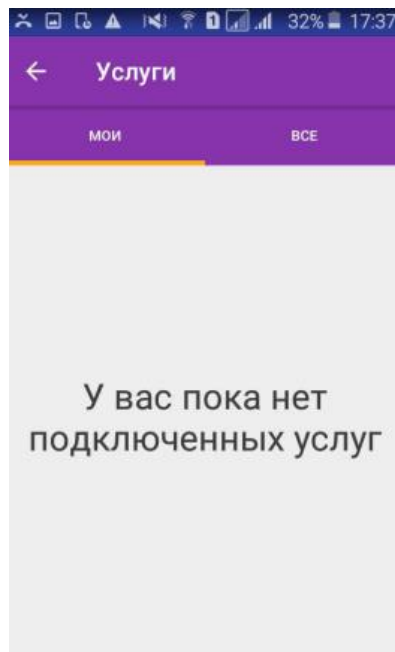 32% 17:37
Услуги
МОИ ВСЕ
У вас пока нет
подключенных услуг